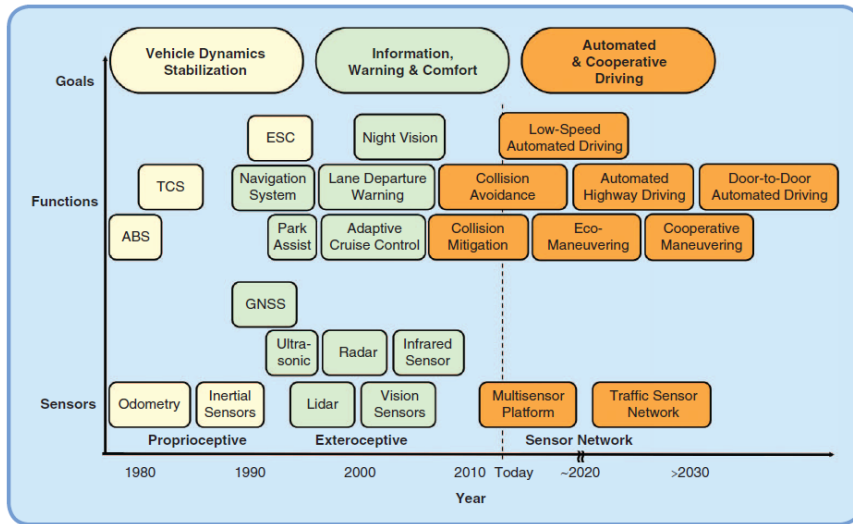 Vehicle Dynamics
Stabilization
Information,
Warning & Comfort
Automated
& Cooperative
Driving
Goals
ESC
Night Vision
Low-Speed
Automated Driving
TCS
Navigation
System
Lane Departure
Warning
Collision
Avoidance
Automated
Highway Driving
Door-to-Door
Automated Driving
Functions
ABS
Park
Assist
Adaptive
Cruise Control
Collision
Mitigation
Eco-
Maneuvering
Cooperative
Maneuvering
GNSS
Ultra-
sonic
Radar
Infrared
Sensor
Sensors
Odometry
Inertial
Sensors
Lidar
Vision
Sensors
Multisensor
Platform
Traffic Sensor
Network
Proprioceptive
Exteroceptive
Sensor Network
1980
1990
2000
2010
Today
~2020
>2030
Year